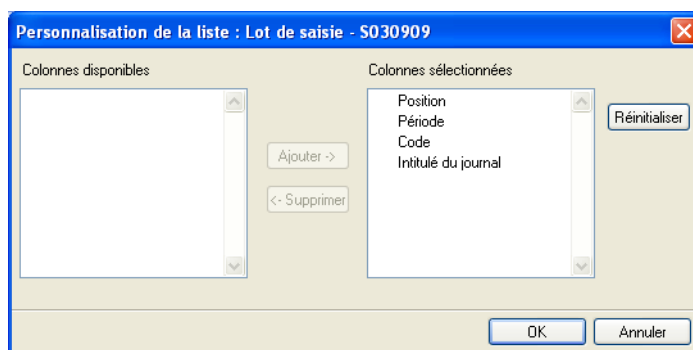 Personnalisation de la liste : Lot de saisie - S030909
Colonnes disponibles
Colonnes sélectionnées
Position
Période
Code
Intitulé du journal
Réinitialiser
Ajouter ->
<- Supprimer
OK
Annuler